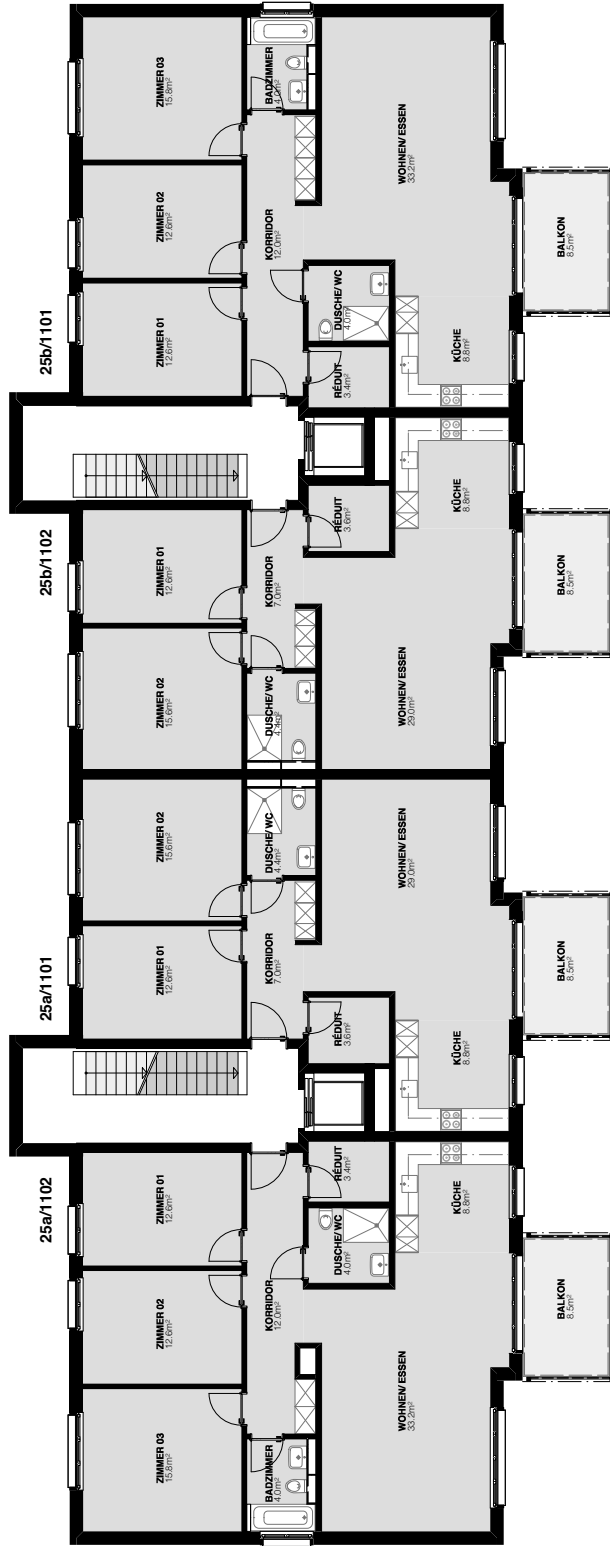 25a/1102
25a/1101
25b/1102
25b/1101
ZIMMER 03
15.8m²
ZIMMER 02
12.6m²
ZIMMER 01
12.6m²
ZIMMER 01
12.6m²
ZIMMER 02
15.6m²
ZIMMER 02
15.6m²
ZIMMER 01
12.6m²
ZIMMER 01
12.6m²
ZIMMER 02
12.6m²
ZIMMER 03
15.8m²
BADZIMMER
4.0m²
KORRIDOR
12.0m²
KORRIDOR
7.0m²
DUSCHE/ WC
4.4m²
DUSCHE/ WC
4.4m²
KORRIDOR
7.0m²
KORRIDOR
12.0m²
BADZIMMER
4.0m²
DUSCHE/ WC
4.0m²
RÉDUIT
3.4m²
RÉDUIT
3.6m²
RÉDUIT
3.6m²
RÉDUIT
3.4m²
DUSCHE/ WC
4.0m²
WOHNEN/ ESSEN
33.2m²
KÜCHE
8.8m²
KÜCHE
8.8m²
WOHNEN/ ESSEN
29.0m²
WOHNEN/ ESSEN
29.0m²
KÜCHE
8.8m²
KÜCHE
8.8m²
WOHNEN/ ESSEN
33.2m²
BALKON
8.5m²
BALKON
8.5m²
BALKON
8.5m²
BALKON
8.5m²